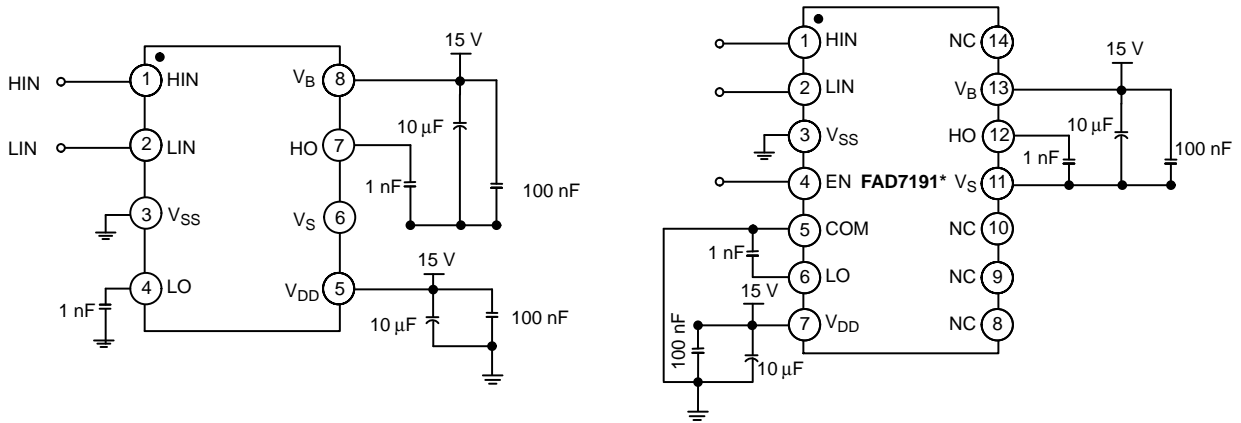 HIN
LIN
1 HIN
2 LIN
3 VSS
4 LO
1 nF
VB 8
HO 7
VS 6
VDD 5
15 V
10 μF
1 nF
100 nF
15 V
10 μF
100 nF
1 HIN
2 LIN
3 VSS
4 EN FAD7191*
5 COM
6 LO
7 VDD
1 nF
15 V
100 nF
10 μF
NC 14
VB 13
HO 12
VS 11
NC 10
NC 9
NC 8
15 V
10 μF
1 nF
100 nF